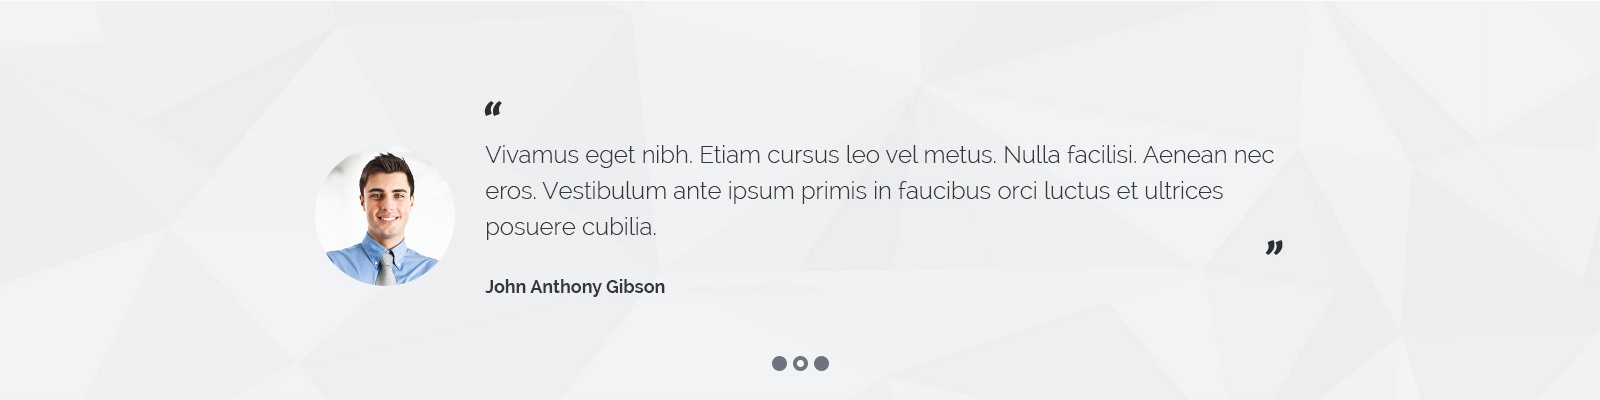 “
Vivamus eget nibh. Etiam cursus leo vel metus. Nulla facilisi. Aenean nec
eros. Vestibulum ante ipsum primis in faucibus orci luctus et ultrices
posuere cubilia.
”
John Anthony Gibson